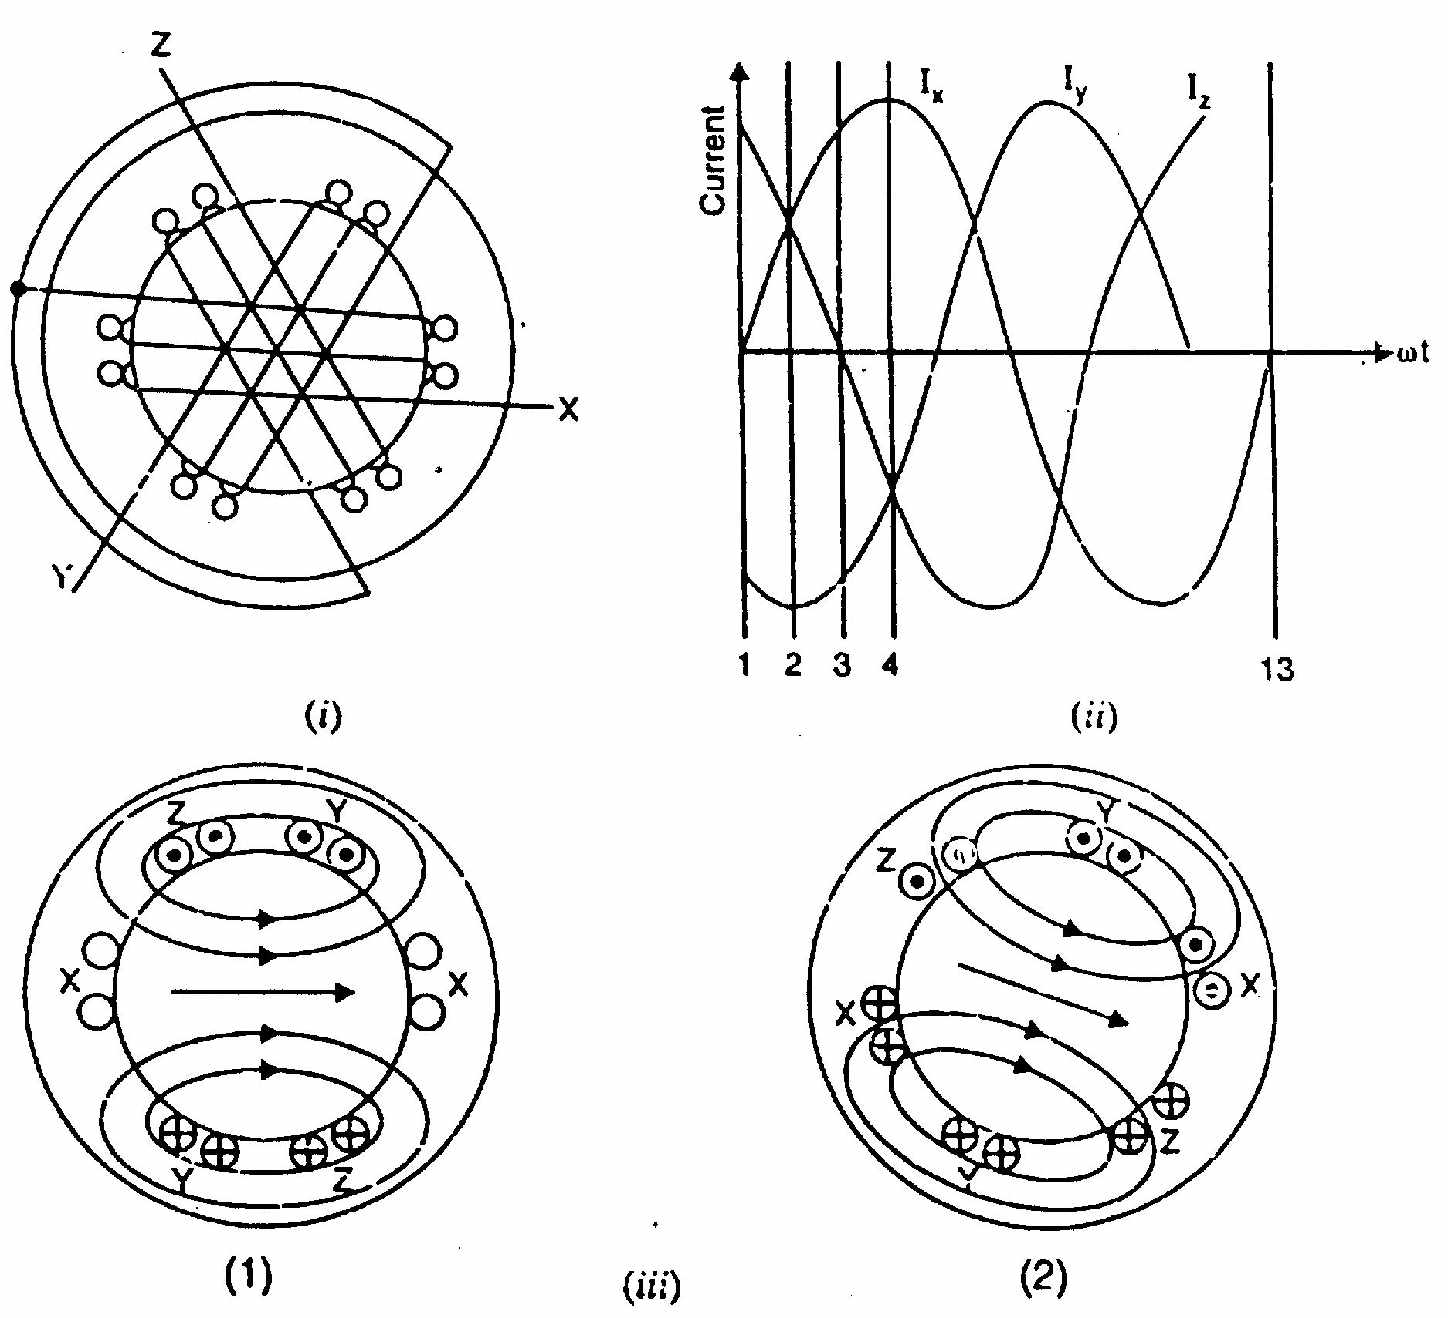 Z
X
Y
(i)
Current
Ix
Iy
Iz
ωt
1 2 3 4 13
(ii)
Z Y
X X
Y Z
(1)
Y
Z
X
X
Z
Y
(2)
(iii)